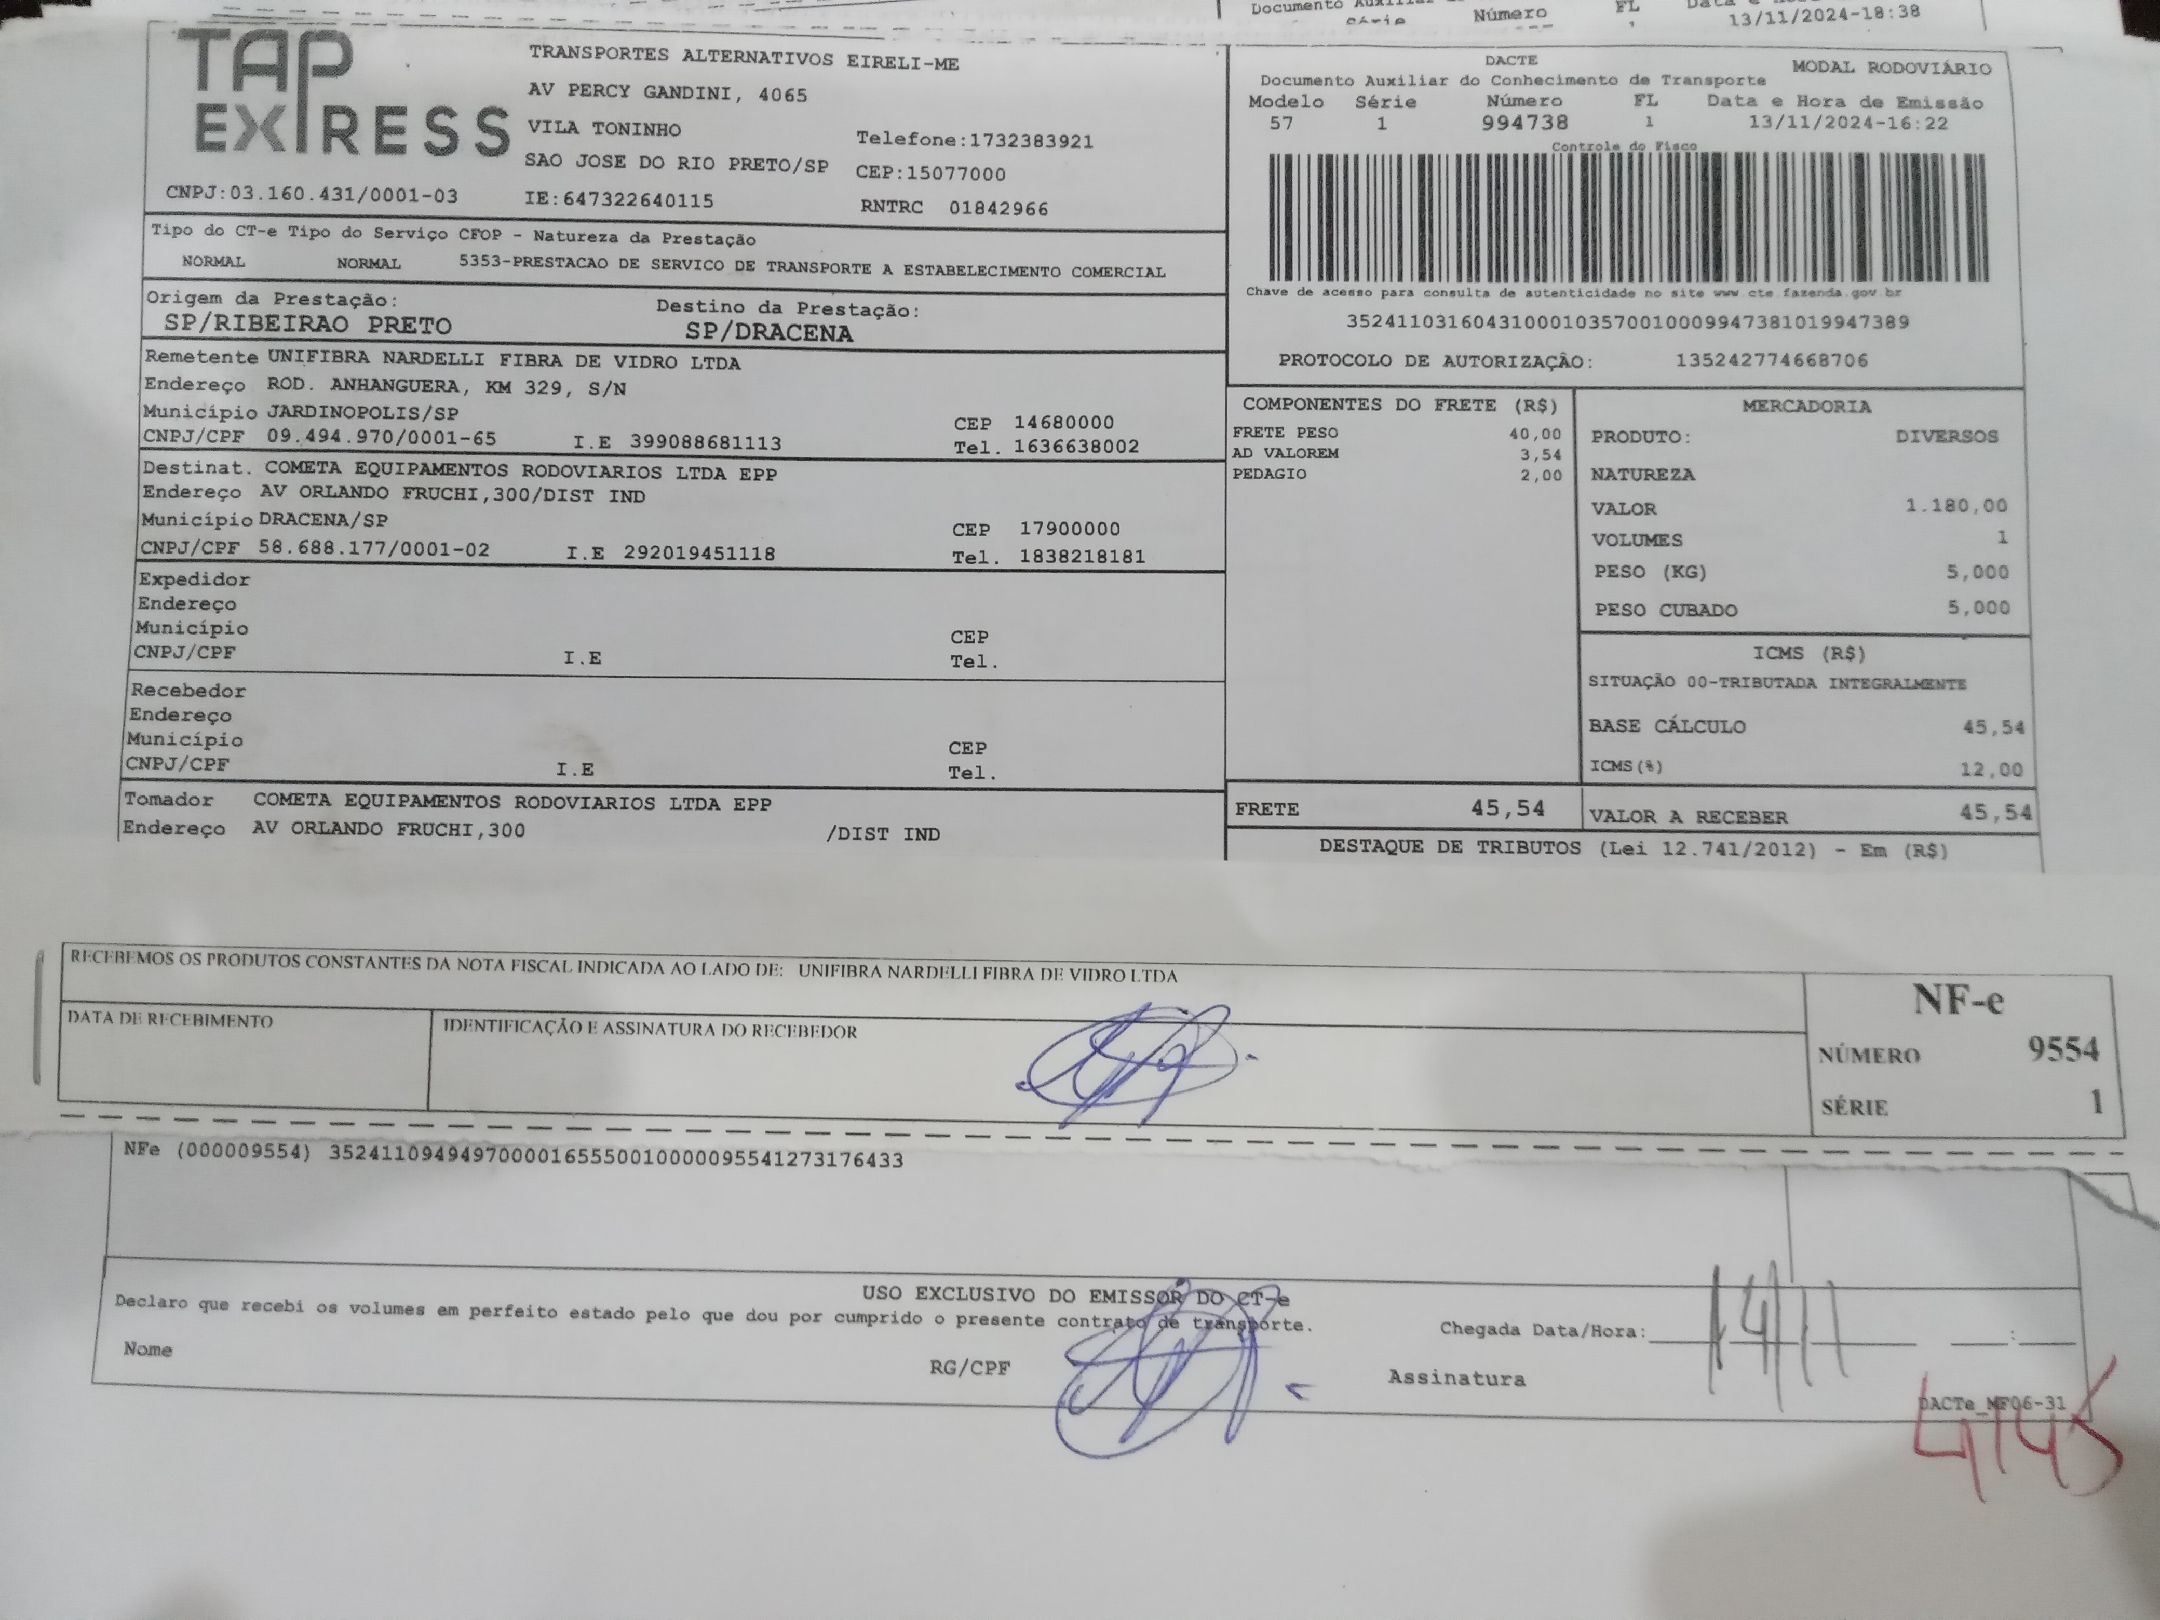 Documento
Número FL
13/11/2024-18:38
TAP EXPRESS
TRANSPORTES ALTERNATIVOS EIRELI-ME
AV PERCY GANDINI, 4065
VILA TONINHO Telefone:1732383921
SAO JOSE DO RIO PRETO/SP CEP:15077000
CNPJ:03.160.431/0001-03 IE:647322640115 RNTRC 01842966
DACTE MODAL RODOVIÁRIO
Documento Auxiliar do Conhecimento de Transporte
Modelo Série Número FL Data e Hora de Emissão
57 1 994738 1 13/11/2024-16:22
Controle do Fisco
Chave de acesso para consulta de autenticidade no site www.cte.fazenda.gov.br
35241103160431000103570010009947381019947389
PROTOCOLO DE AUTORIZAÇÃO: 135242774668706
Tipo do CT-e Tipo do Serviço CFOP - Natureza da Prestação
NORMAL NORMAL 5353-PRESTACAO DE SERVICO DE TRANSPORTE A ESTABELECIMENTO COMERCIAL
Origem da Prestação: Destino da Prestação:
SP/RIBEIRAO PRETO SP/DRACENA
Remetente UNIFIBRA NARDELLI FIBRA DE VIDRO LTDA
Endereço ROD. ANHANGUERA, KM 329, S/N
Município JARDINOPOLIS/SP CEP 14680000
CNPJ/CPF 09.494.970/0001-65 I.E 399088681113 Tel. 1636638002
Destinat. COMETA EQUIPAMENTOS RODOVIARIOS LTDA EPP
Endereço AV ORLANDO FRUCHI,300/DIST IND
Município DRACENA/SP CEP 17900000
CNPJ/CPF 58.688.177/0001-02 I.E 292019451118 Tel. 1838218181
Expedidor
Endereço
Município CEP
CNPJ/CPF I.E Tel.
Recebedor
Endereço
Município CEP
CNPJ/CPF I.E Tel.
Tomador COMETA EQUIPAMENTOS RODOVIARIOS LTDA EPP
Endereço AV ORLANDO FRUCHI,300 /DIST IND
COMPONENTES DO FRETE (R$)
FRETE PESO 40,00
AD VALOREM 3,54
PEDAGIO 2,00
MERCADORIA
PRODUTO: DIVERSOS
NATUREZA
VALOR 1.180,00
VOLUMES 1
PESO (KG) 5,000
PESO CUBADO 5,000
ICMS (R$)
SITUAÇÃO 00-TRIBUTADA INTEGRALMENTE
BASE CÁLCULO 45,54
ICMS(%) 12,00
FRETE 45,54 VALOR A RECEBER 45,54
DESTAQUE DE TRIBUTOS (Lei 12.741/2012) - Em (R$)
RECEBEMOS OS PRODUTOS CONSTANTES DA NOTA FISCAL INDICADA AO LADO DE: UNIFIBRA NARDELLI FIBRA DE VIDRO LTDA
DATA DE RECEBIMENTO IDENTIFICAÇÃO E ASSINATURA DO RECEBEDOR
NF-e
NÚMERO 9554
SÉRIE 1
NFe (000009554) 35241109494970000165550010000095541273176433
USO EXCLUSIVO DO EMISSOR DO CT-e
Declaro que recebi os volumes em perfeito estado pelo que dou por cumprido o presente contrato de transporte.
Chegada Data/Hora: 14/11 :
Nome RG/CPF Assinatura
DACTe_MF06-31